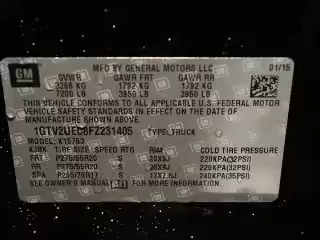 GM
MFD BY GENERAL MOTORS LLC
01/15
GVWR GAWR FRT GAWR RR
3266 KG 1792 KG 1792 KG
7200 LB 3950 LB 3950 LB
THIS VEHICLE CONFORMS TO ALL APPLICABLE U.S. FEDERAL MOTOR
VEHICLE SAFETY STANDARDS IN EFFECT ON THE DATE OF
MANUFACTURE SHOWN ABOVE.
1GTV2UEC8FZ231405 TYPE: TRUCK
MODEL: K15753
TIRE SIZE SPEED RTG RIM COLD TIRE PRESSURE
FRT P275/55R20 S 20X9J 220KPA(32PSI)
RR P275/55R20 S 20X9J 220KPA(32PSI)
SPA 17X7.5J 240KPA(35PSI)
SEE OWNER'S MANUAL